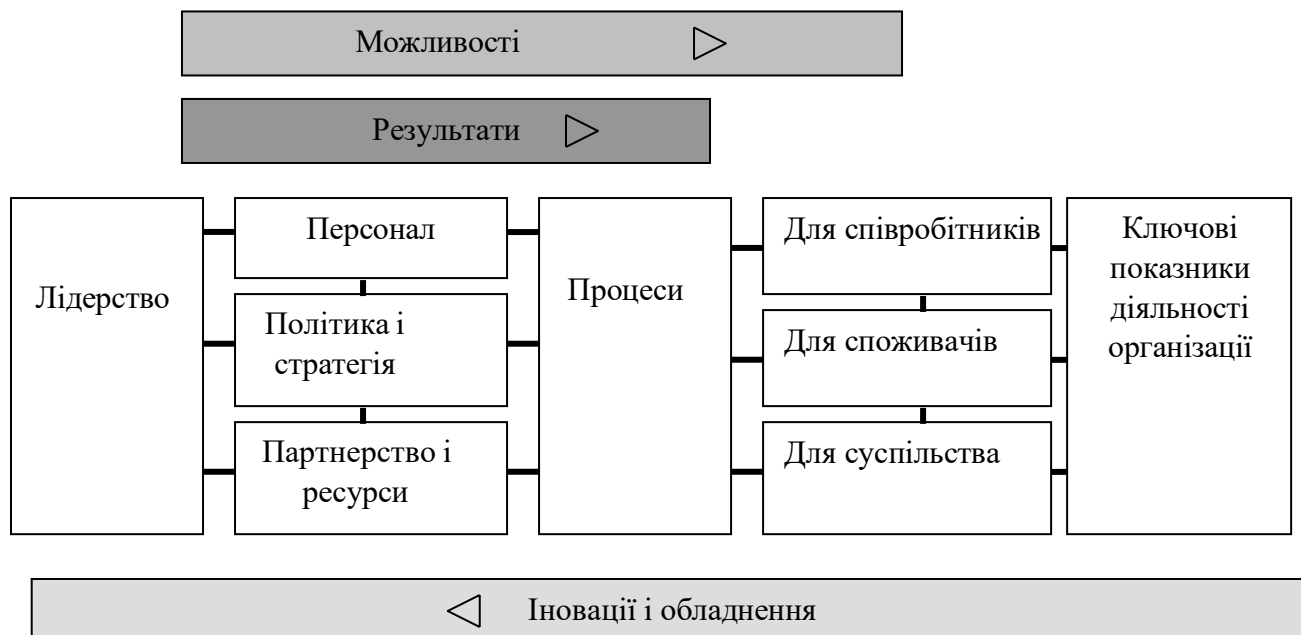 Можливості
Результати
Лідерство
Персонал
Політика і
стратегія
Партнерство і
ресурси
Процеси
Для співробітників
Для споживачів
Для суспільства
Ключові
показники
діяльності
організації
Іновації і обладнення